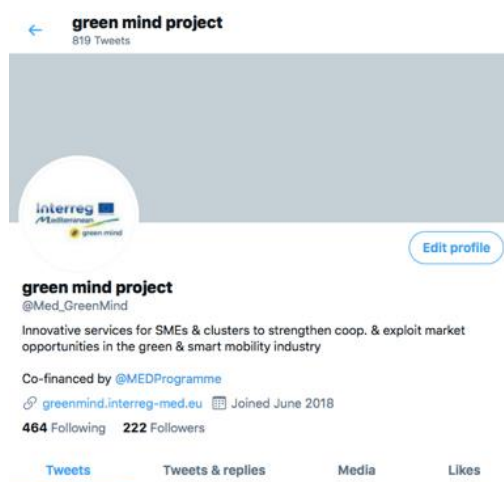 green mind project
819 Tweets
Interreg
Mediterranean
green mind
Edit profile
green mind project
@Med_GreenMind
Innovative services for SMEs & clusters to strengthen coop. & exploit market
opportunities in the green & smart mobility industry
Co-financed by @MEDProgramme
greenmind.interreg-med.eu Joined June 2018
464 Following 222 Followers
Tweets Tweets & replies Media Likes